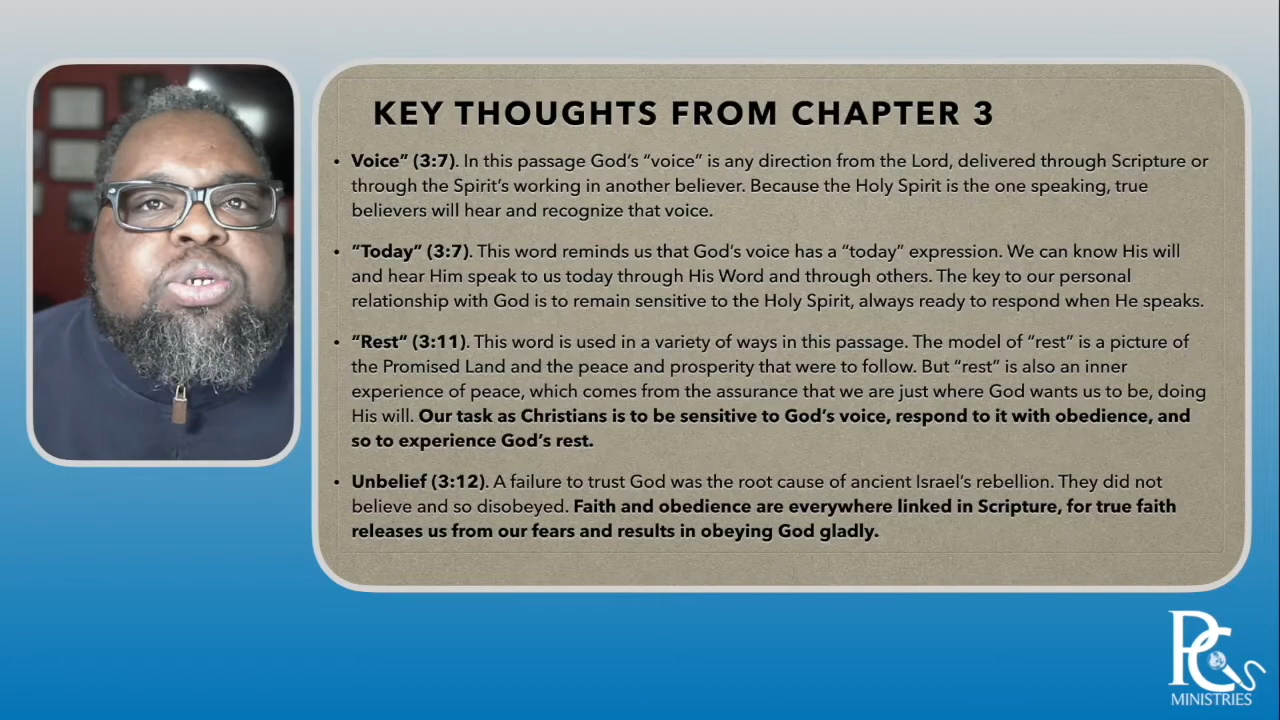 KEY THOUGHTS FROM CHAPTER 3
• Voice” (3:7). In this passage God’s “voice” is any direction from the Lord, delivered through Scripture or
through the Spirit’s working in another believer. Because the Holy Spirit is the one speaking, true
believers will hear and recognize that voice.
• ”Today” (3:7). This word reminds us that God’s voice has a “today” expression. We can know His will
and hear Him speak to us today through His Word and through others. The key to our personal
relationship with God is to remain sensitive to the Holy Spirit, always ready to respond when He speaks.
• ”Rest“ (3:11). This word is used in a variety of ways in this passage. The model of “rest” is a picture of
the Promised Land and the peace and prosperity that were to follow. But “rest” is also an inner
experience of peace, which comes from the assurance that we are just where God wants us to be, doing
His will. Our task as Christians is to be sensitive to God’s voice, respond to it with obedience, and
so to experience God’s rest.
• Unbelief (3:12). A failure to trust God was the root cause of ancient Israel’s rebellion. They did not
believe and so disobeyed. Faith and obedience are everywhere linked in Scripture, for true faith
releases us from our fears and results in obeying God gladly.
PC
MINISTRIES